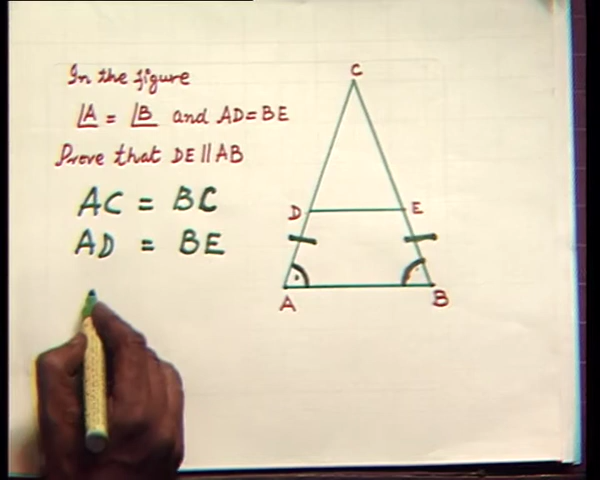 In the figure
∠A = ∠B and AD=BE
Prove that DE∥AB
AC = BC
AD = BE
C
D
E
A
B